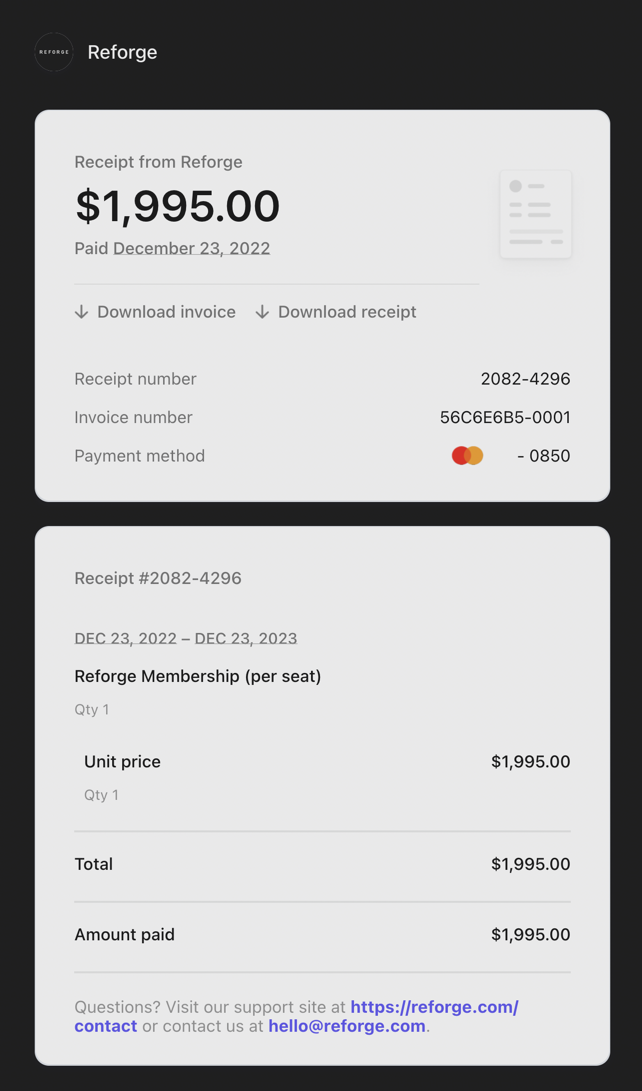 REFORGE
Reforge
Receipt from Reforge
$1,995.00
Paid December 23, 2022
↓ Download invoice ↓ Download receipt
Receipt number 2082-4296
Invoice number 56C6E6B5-0001
Payment method - 0850
Receipt #2082-4296
DEC 23, 2022 – DEC 23, 2023
Reforge Membership (per seat)
Qty 1
Unit price $1,995.00
Qty 1
Total $1,995.00
Amount paid $1,995.00
Questions? Visit our support site at https://reforge.com/
contact or contact us at hello@reforge.com.